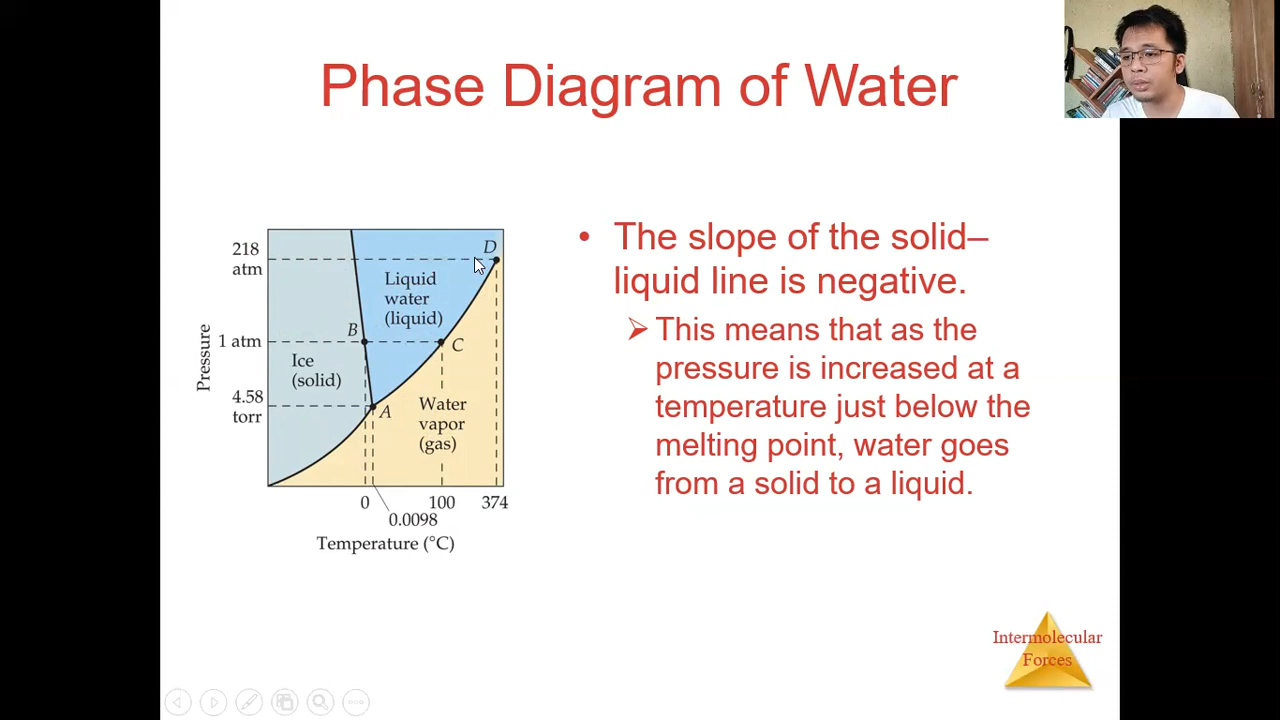 Phase Diagram of Water
218
atm
1 atm
4.58
torr
Pressure
D
Liquid
water
(liquid)
B
C
Ice
(solid)
A
Water
vapor
(gas)
0
100
374
0.0098
Temperature (°C)
• The slope of the solid–
liquid line is negative.
➢ This means that as the
pressure is increased at a
temperature just below the
melting point, water goes
from a solid to a liquid.
Intermolecular
Forces